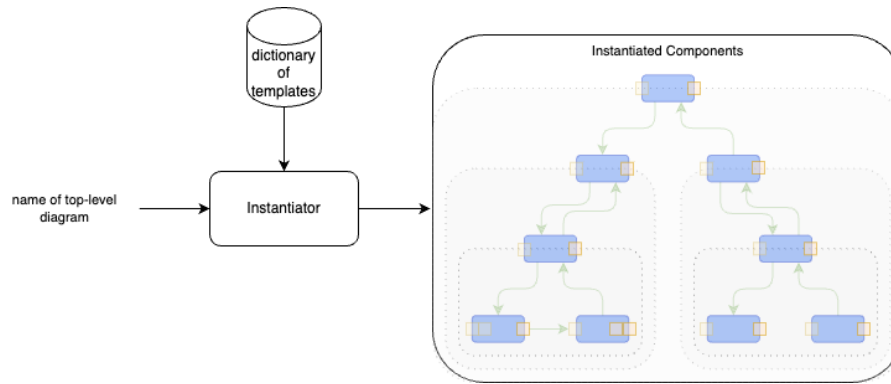 dictionary
of
templates
name of top-level
diagram
Instantiator
Instantiated Components